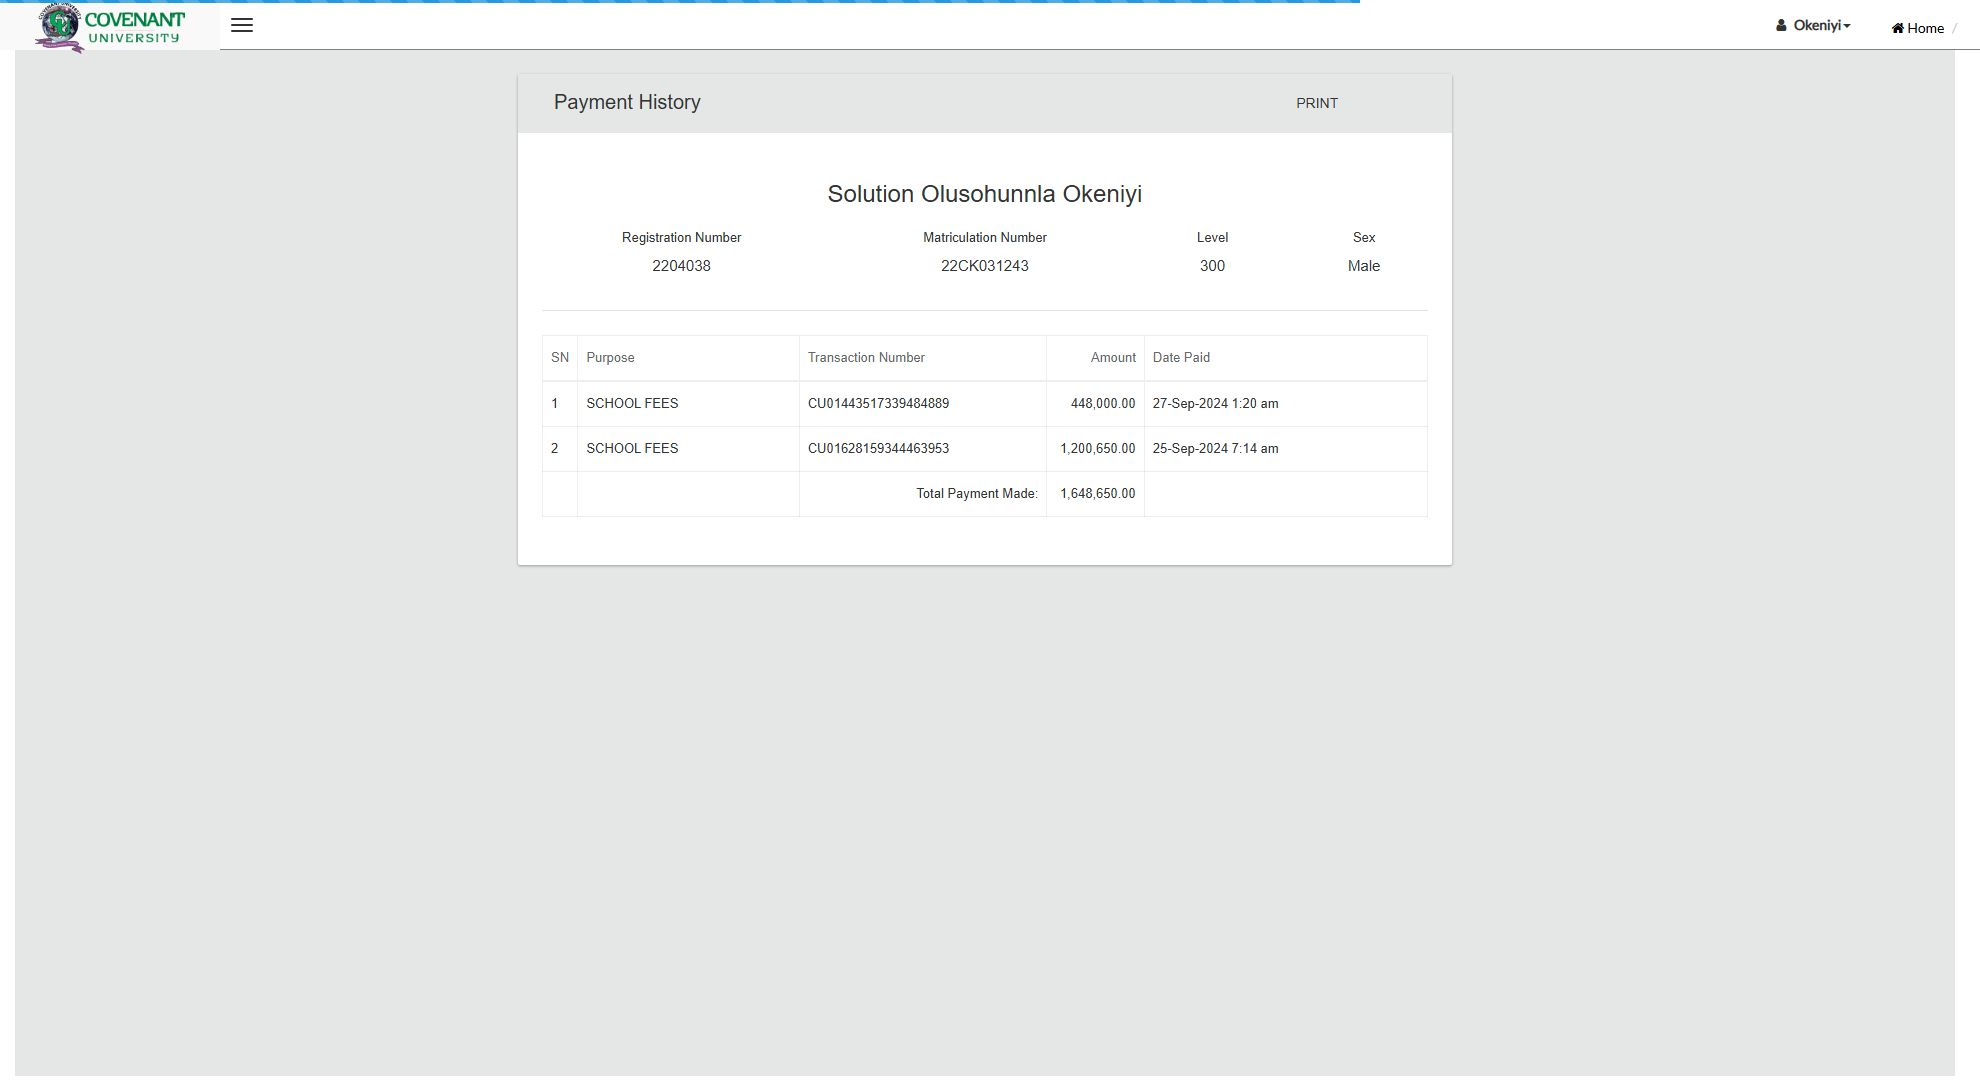 COVENANT
UNIVERSITY
Okeniyi
Home /
Payment History
PRINT
Solution Olusohunnla Okeniyi
Registration Number Matriculation Number Level Sex
2204038 22CK031243 300 Male
SN Purpose Transaction Number Amount Date Paid
1 SCHOOL FEES CU01443517339484889 448,000.00 27-Sep-2024 1:20 am
2 SCHOOL FEES CU01628159344463953 1,200,650.00 25-Sep-2024 7:14 am
Total Payment Made: 1,648,650.00